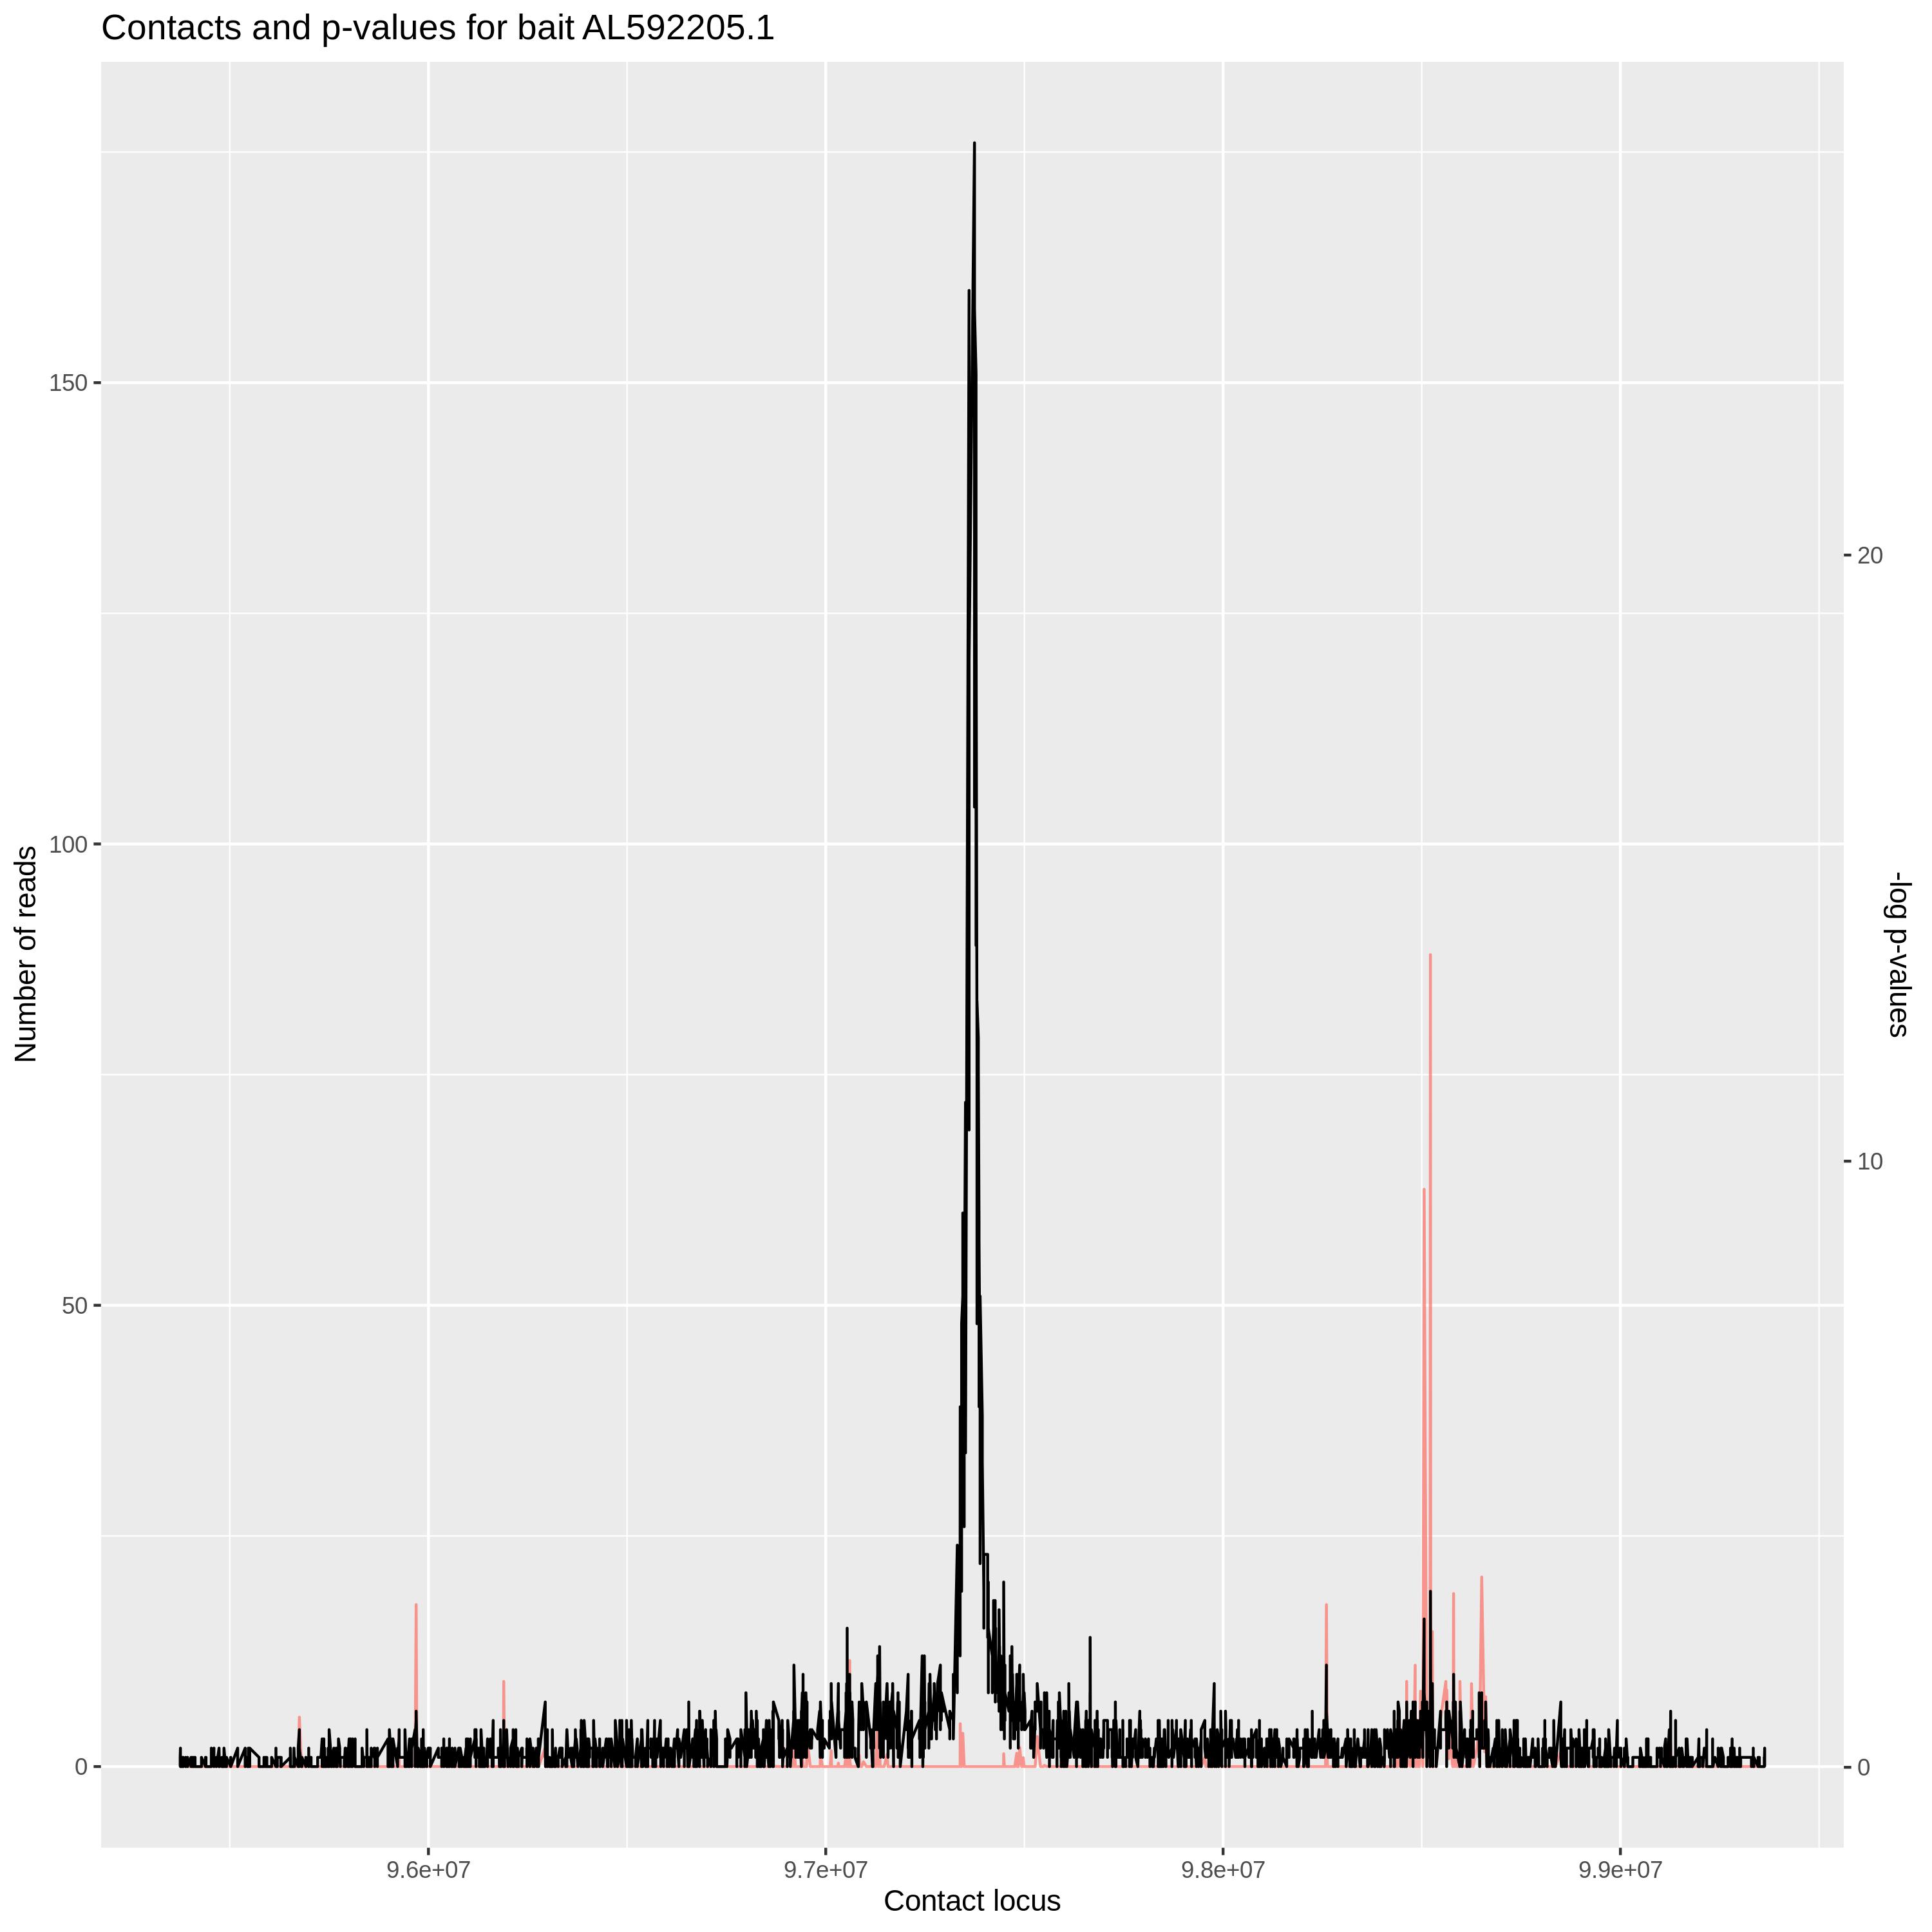 Contacts and p-values for bait AL592205.1
150
100
50
0
Number of reads
20
10
0
-log p-values
9.6e+07
9.7e+07
9.8e+07
9.9e+07
Contact locus